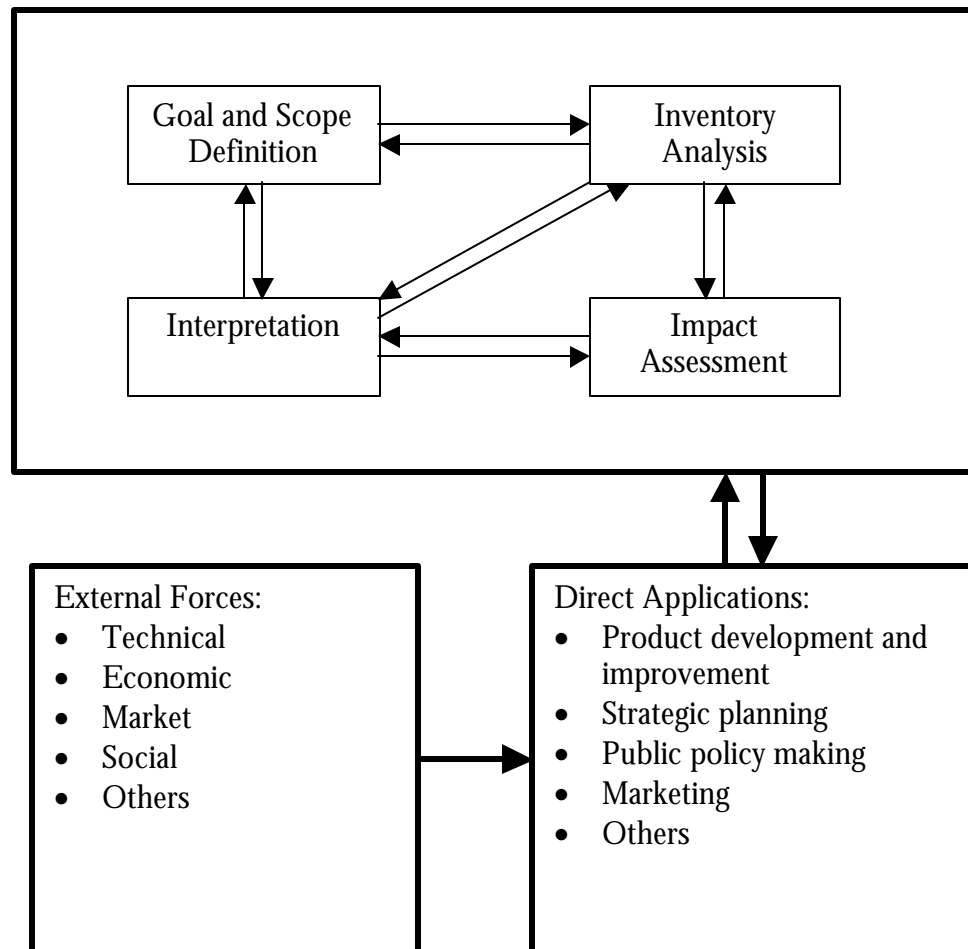 Goal and Scope
Definition
Inventory
Analysis
Interpretation
Impact
Assessment
External Forces:
• Technical
• Economic
• Market
• Social
• Others
Direct Applications:
• Product development and
improvement
• Strategic planning
• Public policy making
• Marketing
• Others